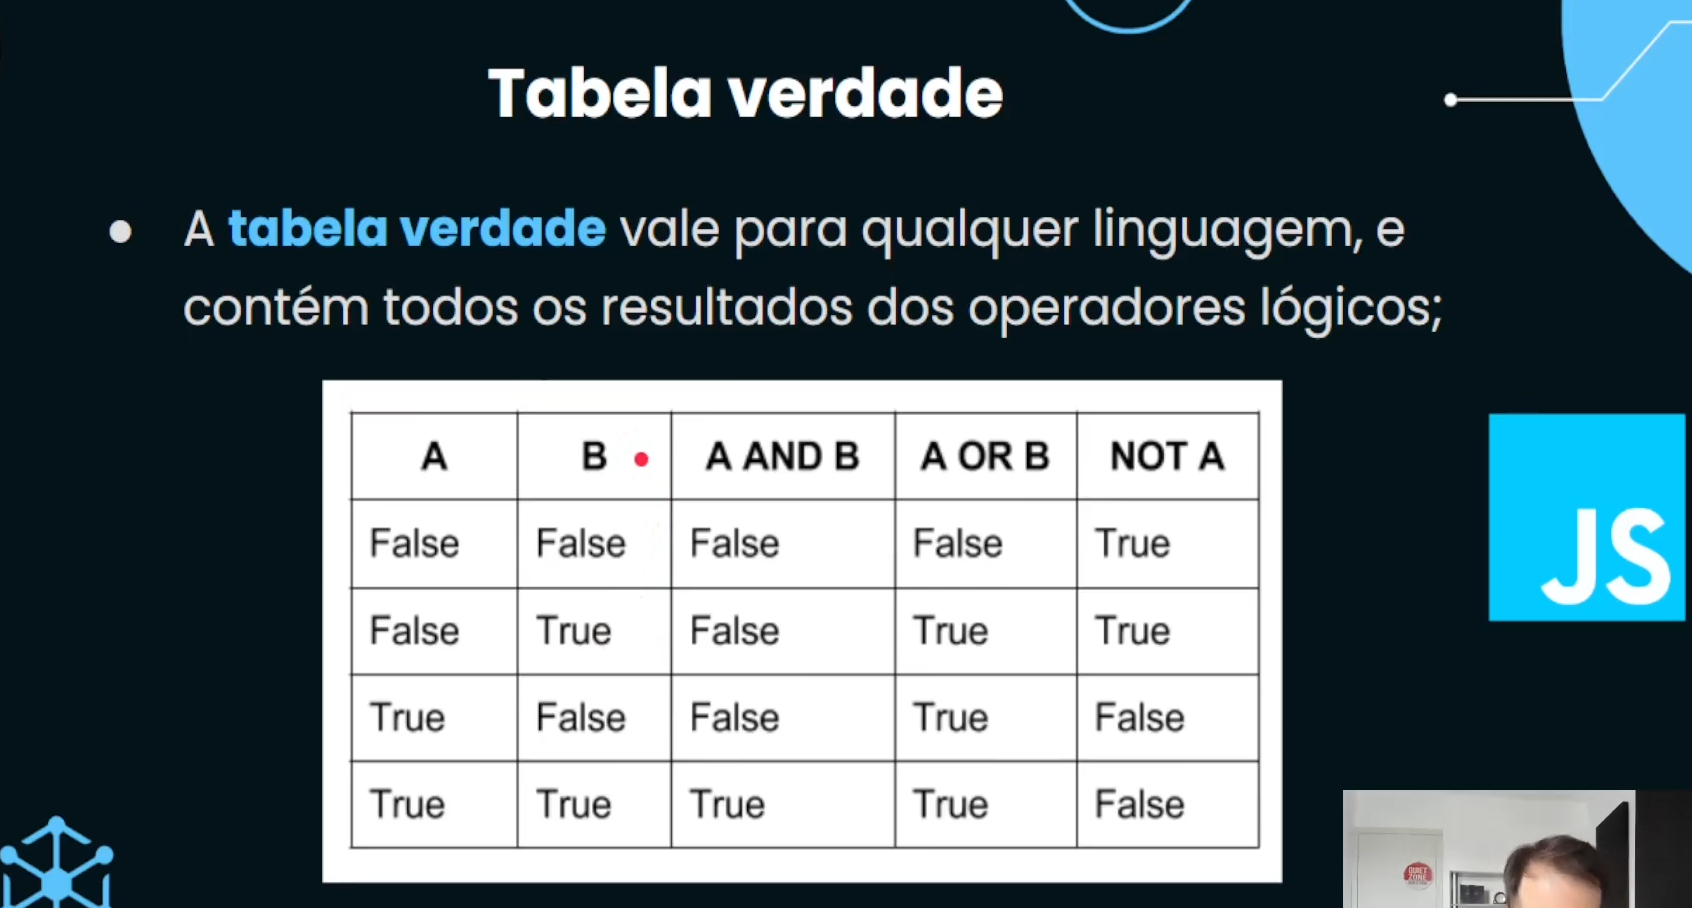 Tabela verdade
A tabela verdade vale para qualquer linguagem, e
contém todos os resultados dos operadores lógicos;
A B A AND B A OR B NOT A
False False False False True
False True False True True
True False False True False
True True True True False
JS
QUIET
ZONE